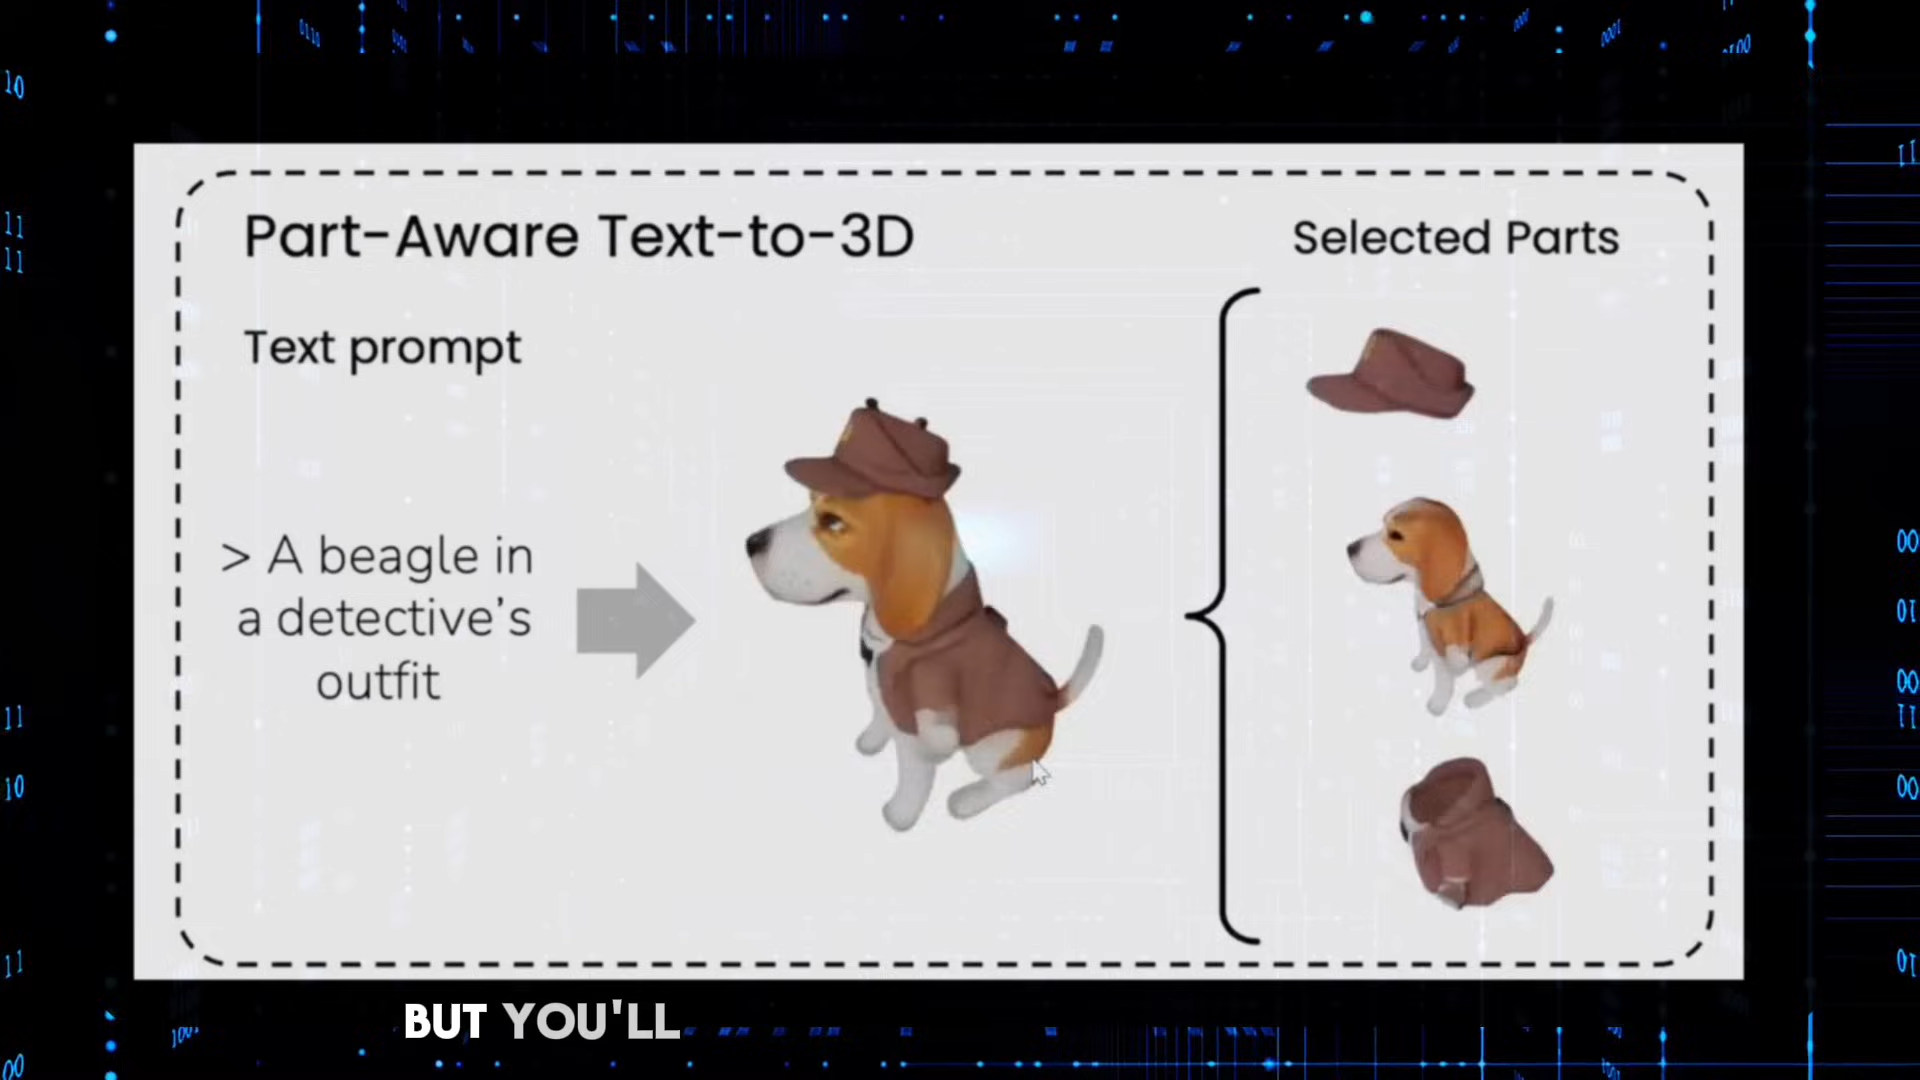 Part-Aware Text-to-3D
Selected Parts
Text prompt
> A beagle in
a detective's
outfit
BUT YOU'LL